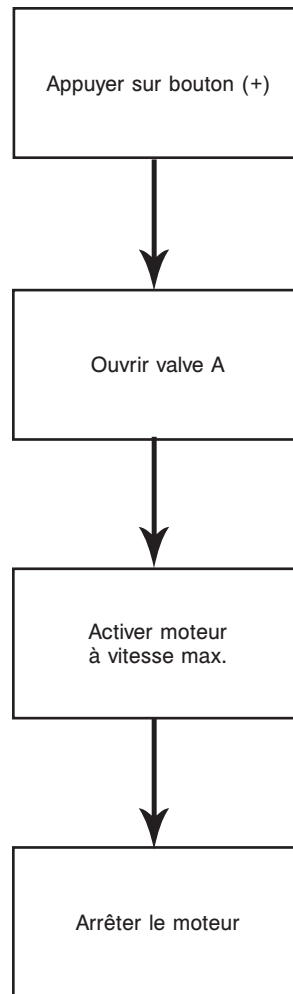 Appuyer sur bouton (+)
Ouvrir valve A
Activer moteur
à vitesse max.
Arrêter le moteur